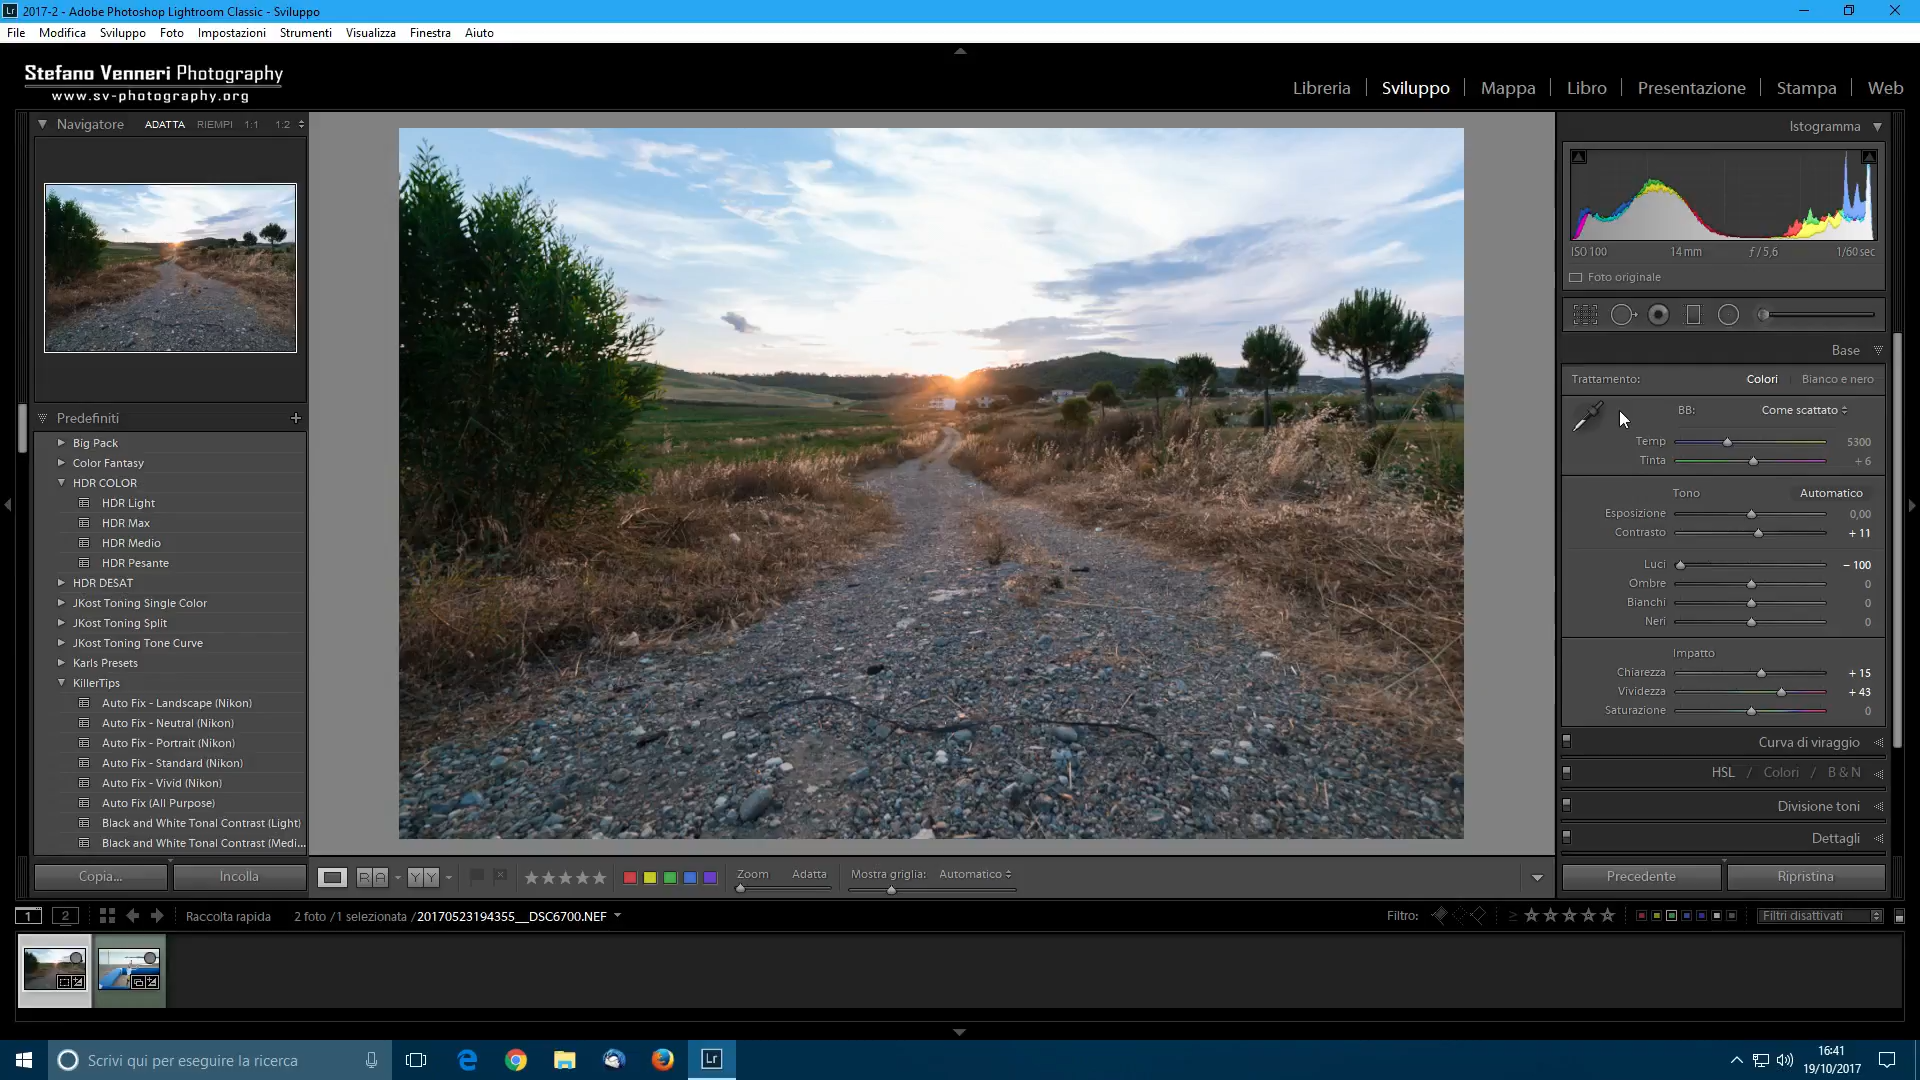 2017-2 - Adobe Photoshop Lightroom Classic - Sviluppo
File Modifica Sviluppo Foto Impostazioni Strumenti Visualizza Finestra Aiuto
Stefano Venneri Photography
www.sv-photography.org
Libreria Sviluppo Mappa Libro Presentazione Stampa Web
Navigatore ADATTA RIEMPI 1:1 1:2
Istogramma
ISO 100 14 mm ƒ / 5,6 1/60 sec
Foto originale
Base
Trattamento: Colori Bianco e nero
BB: Come scattato
Temp 5300
Tinta + 6
Tono Automatico
Esposizione 0,00
Contrasto + 11
Luci − 100
Ombre 0
Bianchi 0
Neri 0
Impatto
Chiarezza + 15
Vividezza + 43
Saturazione 0
Curva di viraggio
HSL / Colori / B & N
Divisione toni
Dettagli
Precedente Ripristina
Predefiniti +
Big Pack
Color Fantasy
HDR COLOR
HDR Light
HDR Max
HDR Medio
HDR Pesante
HDR DESAT
JKost Toning Single Color
JKost Toning Split
JKost Toning Tone Curve
Karls Presets
KillerTips
Auto Fix - Landscape (Nikon)
Auto Fix - Neutral (Nikon)
Auto Fix - Portrait (Nikon)
Auto Fix - Standard (Nikon)
Auto Fix - Vivid (Nikon)
Auto Fix (All Purpose)
Black and White Tonal Contrast (Light)
Black and White Tonal Contrast (Medi...
Copia... Incolla
R A Y Y Zoom Adatta Mostra griglia: Automatico
1 2 Raccolta rapida 2 foto / 1 selezionata / 20170523194355__DSC6700.NEF
Filtro: ≥ Filtri disattivati
Scrivi qui per eseguire la ricerca
Lr
16:41
19/10/2017